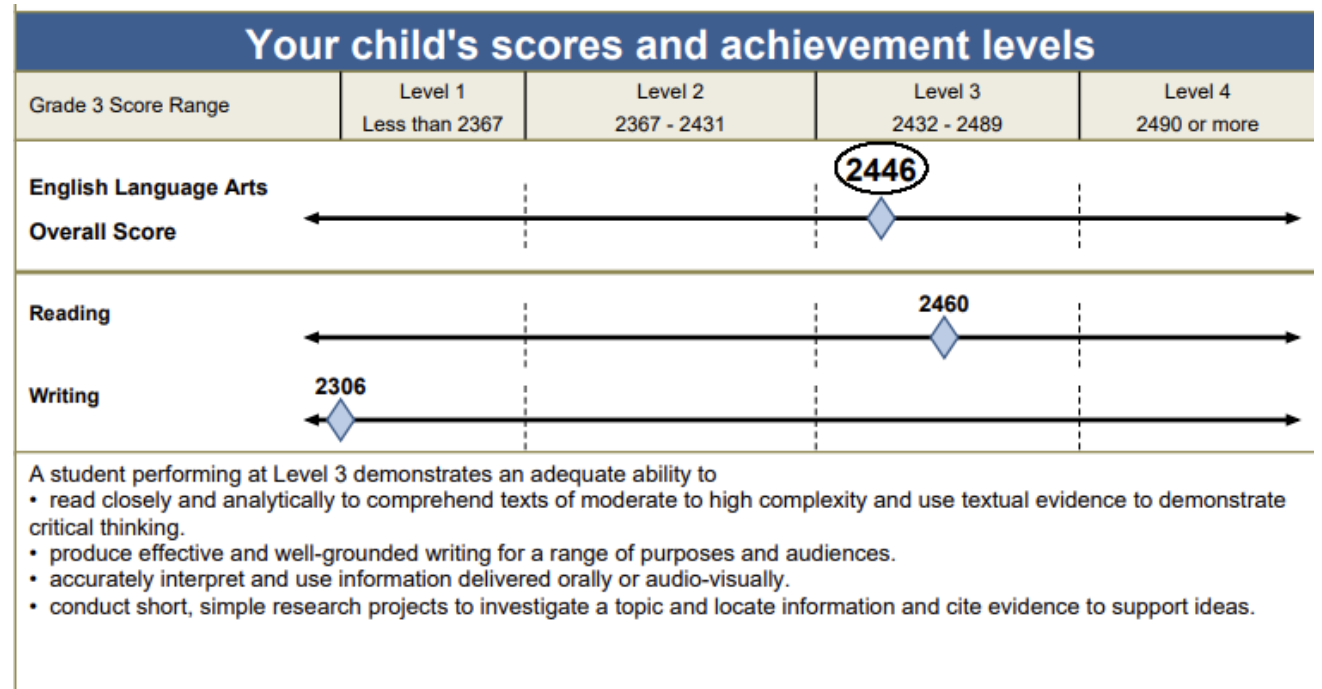 Your child's scores and achievement levels
Grade 3 Score Range
Level 1
Less than 2367
Level 2
2367 - 2431
Level 3
2432 - 2489
Level 4
2490 or more
English Language Arts
Overall Score
2446
Reading
2460
Writing
2306
A student performing at Level 3 demonstrates an adequate ability to
• read closely and analytically to comprehend texts of moderate to high complexity and use textual evidence to demonstrate
critical thinking.
• produce effective and well-grounded writing for a range of purposes and audiences.
• accurately interpret and use information delivered orally or audio-visually.
• conduct short, simple research projects to investigate a topic and locate information and cite evidence to support ideas.